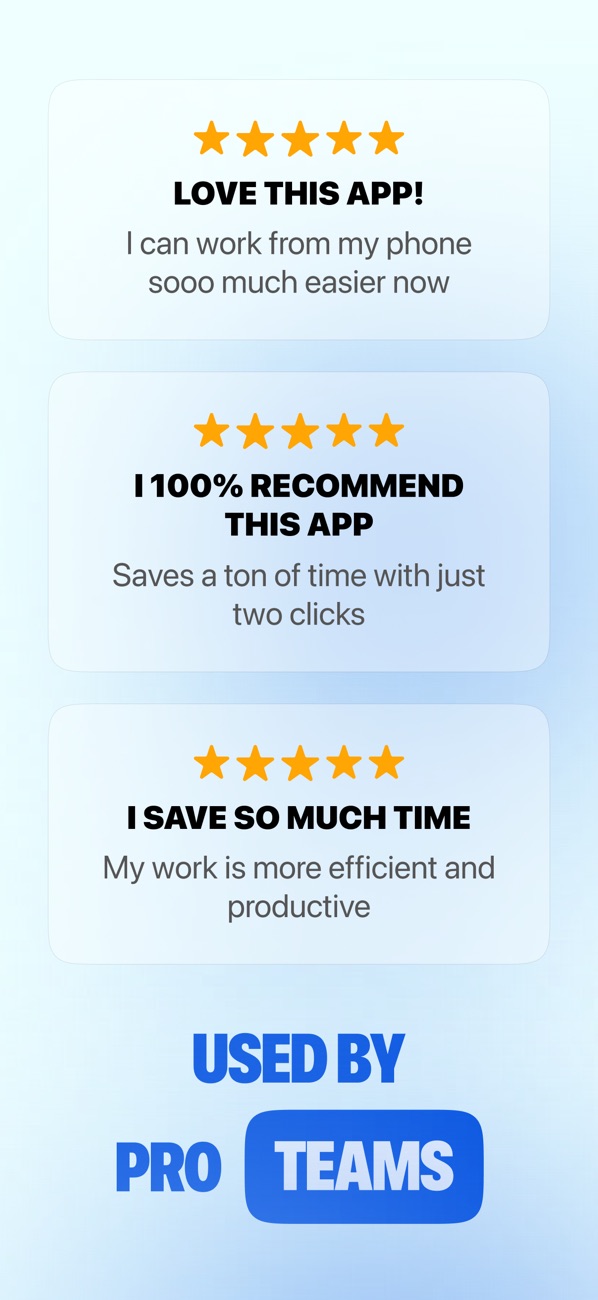 LOVE THIS APP!
I can work from my phone
sooo much easier now
I 100% RECOMMEND
THIS APP
Saves a ton of time with just
two clicks
I SAVE SO MUCH TIME
My work is more efficient and
productive
USED BY
PRO TEAMS